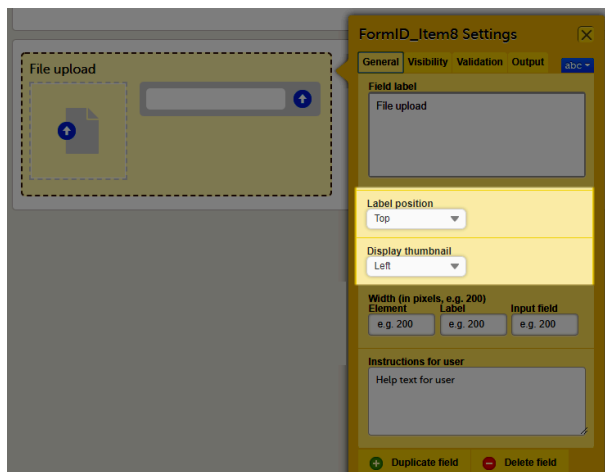 File upload
FormID_Item8 Settings
General Visibility Validation Output abc
Field label
File upload
Label position
Top
Display thumbnail
Left
Width (in pixels, e.g. 200)
Element Label Input field
e.g. 200 e.g. 200 e.g. 200
Instructions for user
Help text for user
Duplicate field Delete field